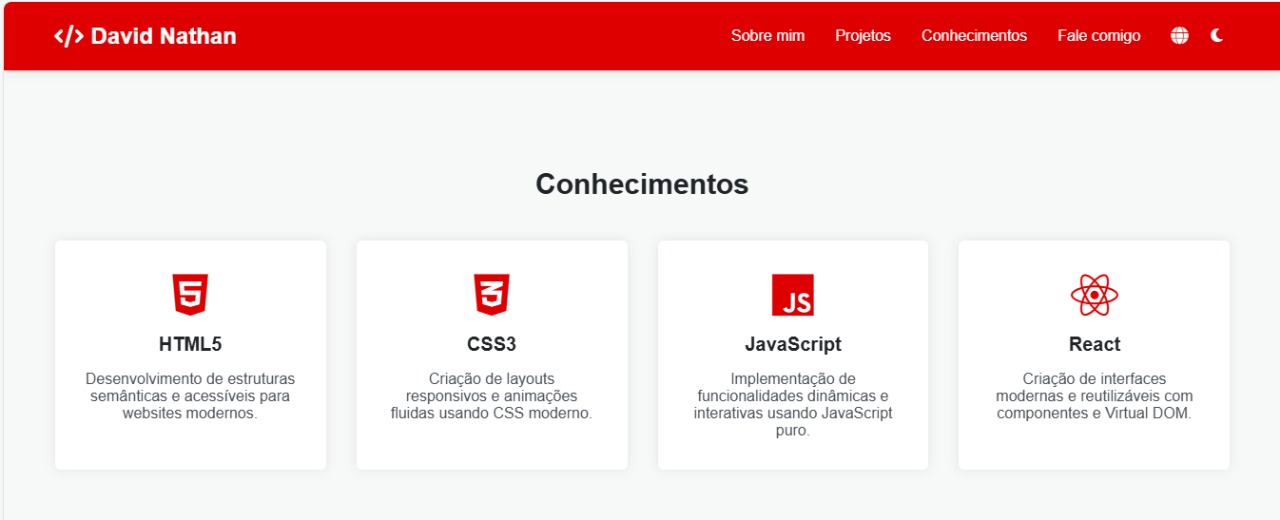 </> David Nathan
Sobre mim Projetos Conhecimentos Fale comigo
Conhecimentos
5
HTML5
Desenvolvimento de estruturas
semânticas e acessíveis para
websites modernos.
3
CSS3
Criação de layouts
responsivos e animações
fluidas usando CSS moderno.
JS
JavaScript
Implementação de
funcionalidades dinâmicas e
interativas usando JavaScript
puro.
React
Criação de interfaces
modernas e reutilizáveis com
componentes e Virtual DOM.